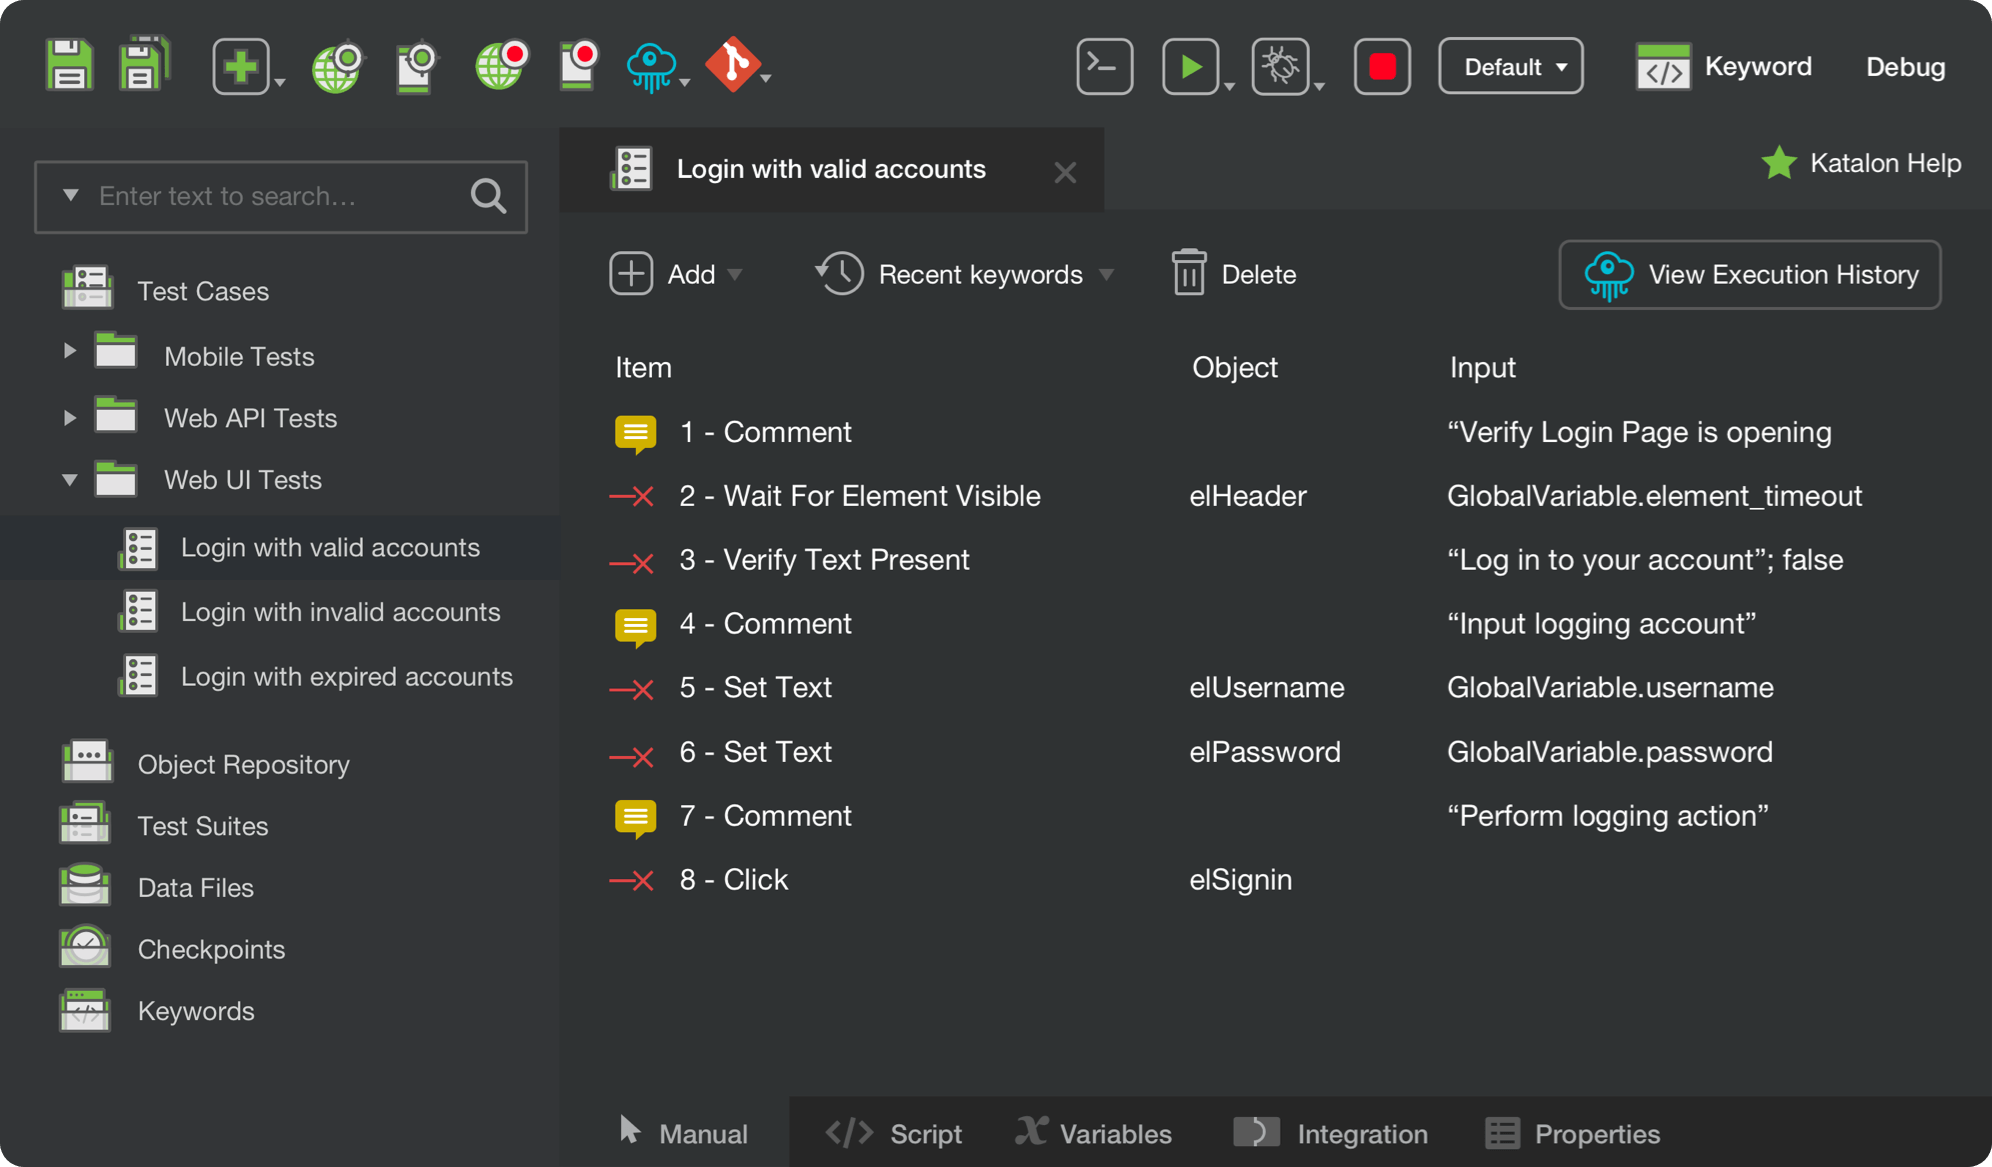 Default
Keyword
Debug
Enter text to search...
Login with valid accounts
Katalon Help
Add
Recent keywords
Delete
View Execution History
Test Cases
Mobile Tests
Web API Tests
Web UI Tests
Login with valid accounts
Login with invalid accounts
Login with expired accounts
Object Repository
Test Suites
Data Files
Checkpoints
Keywords
Item Object Input
1 - Comment “Verify Login Page is opening
2 - Wait For Element Visible elHeader GlobalVariable.element_timeout
3 - Verify Text Present “Log in to your account”; false
4 - Comment “Input logging account”
5 - Set Text elUsername GlobalVariable.username
6 - Set Text elPassword GlobalVariable.password
7 - Comment “Perform logging action”
8 - Click elSignin
Manual
Script
Variables
Integration
Properties